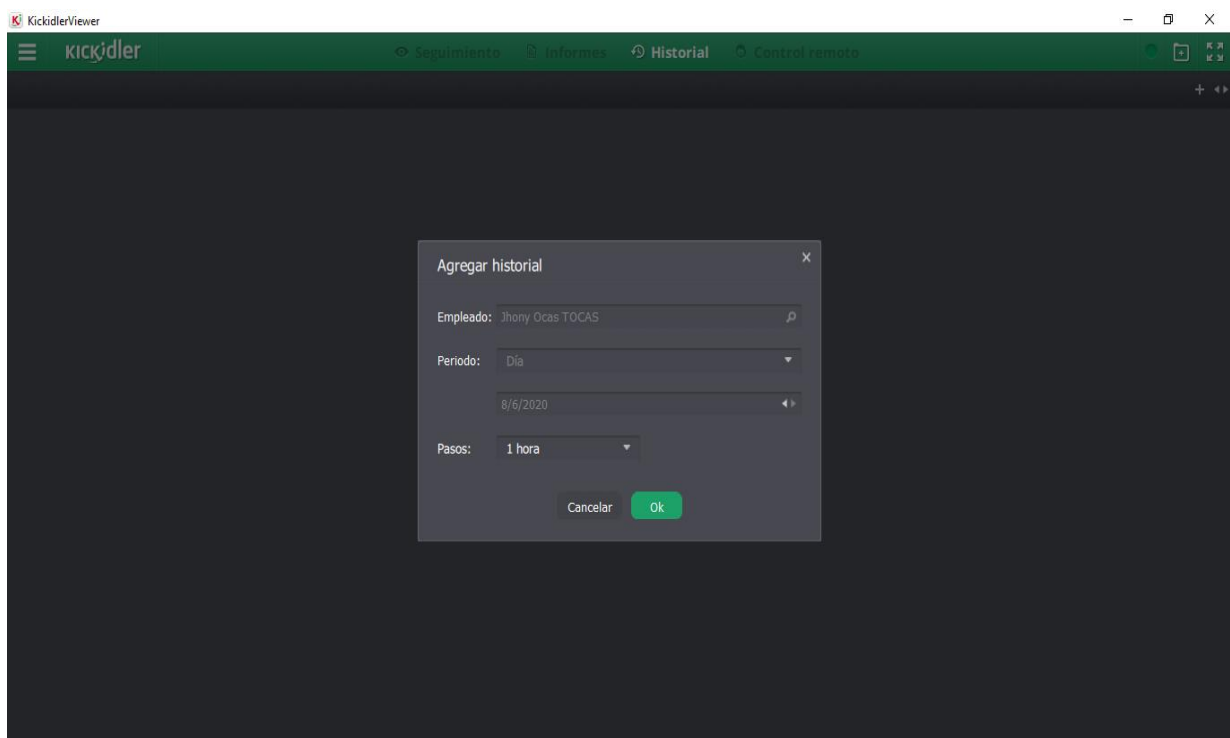 KickidlerViewer
KICKidler Seguimiento Informes Historial Control remoto
Agregar historial
Empleado: Jhony Ocas TOCAS
Periodo: Día
8/6/2020
Pasos: 1 hora
Cancelar Ok